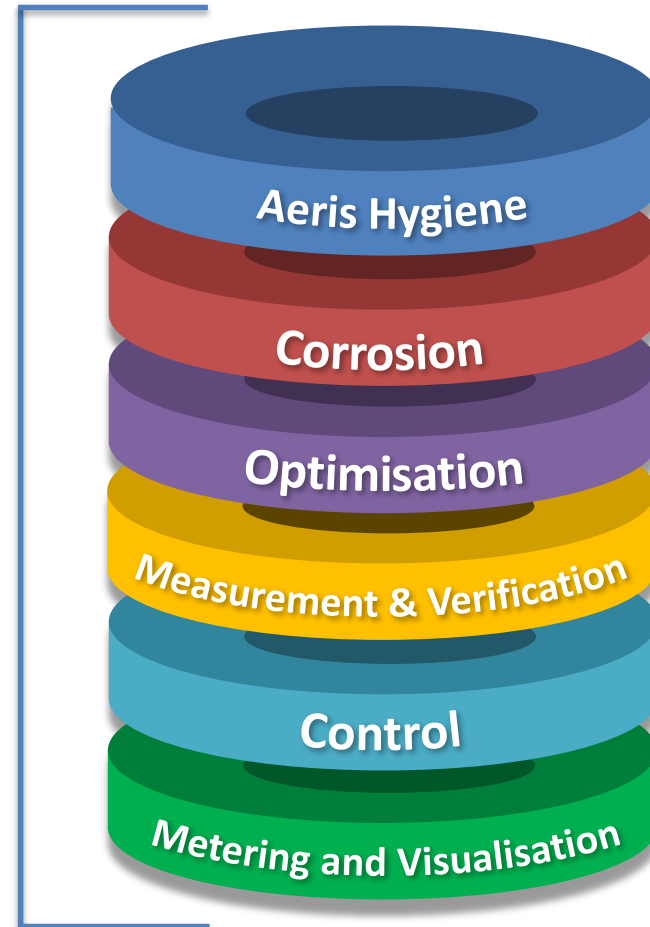 Aeris Hygiene
Corrosion
Optimisation
Measurement & Verification
Control
Metering and Visualisation